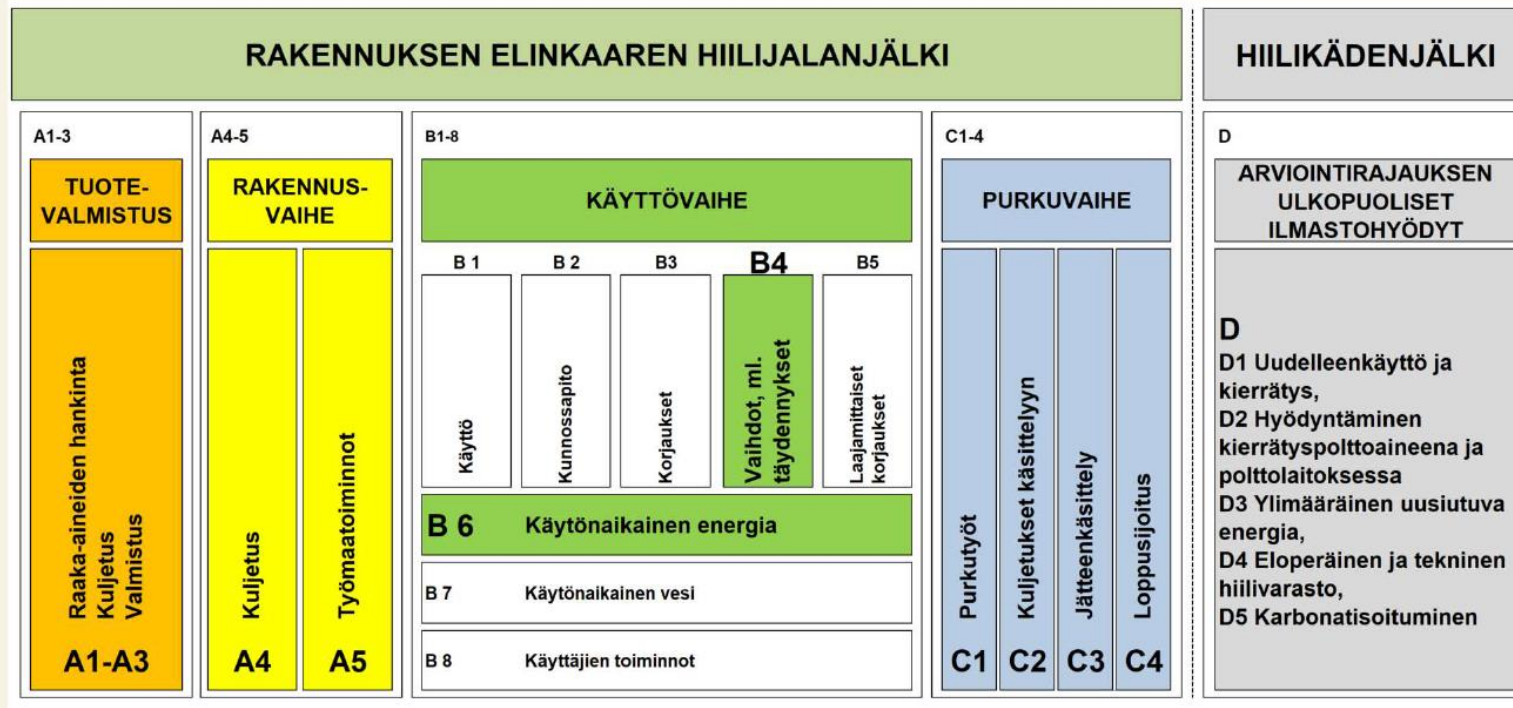 RAKENNUKSEN ELINKAAREN HIILIJALANJÄLKI
HIILIKÄDENJÄLKI
A1-3
TUOTE-
VALMISTUS
Raaka-aineiden hankinta
Kuljetus
Valmistus
A1-A3
A4-5
RAKENNUS-
VAIHE
Kuljetus
A4
Työmaatoiminnot
A5
B1-8
KÄYTTÖVAIHE
B 1
Käyttö
B 2
Kunnossapito
B3
Korjaukset
B4
Vaihdot, ml.
täydennykset
B5
Laajamittaiset
korjaukset
B 6 Käytönaikainen energia
B 7 Käytönaikainen vesi
B 8 Käyttäjien toiminnot
C1-4
PURKUVAIHE
Purkutyöt
C1
Kuljetukset käsittelyyn
C2
Jätteenkäsittely
C3
Loppusijoitus
C4
D
ARVIOINTIRAJAUKSEN
ULKOPUOLISET
ILMASTOHYÖDYT
D
D1 Uudelleenkäyttö ja
kierrätys,
D2 Hyödyntäminen
kierrätyspolttoaineena ja
polttolaitoksessa
D3 Ylimääräinen uusiutuva
energia,
D4 Eloperäinen ja tekninen
hiilivarasto,
D5 Karbonatisoituminen